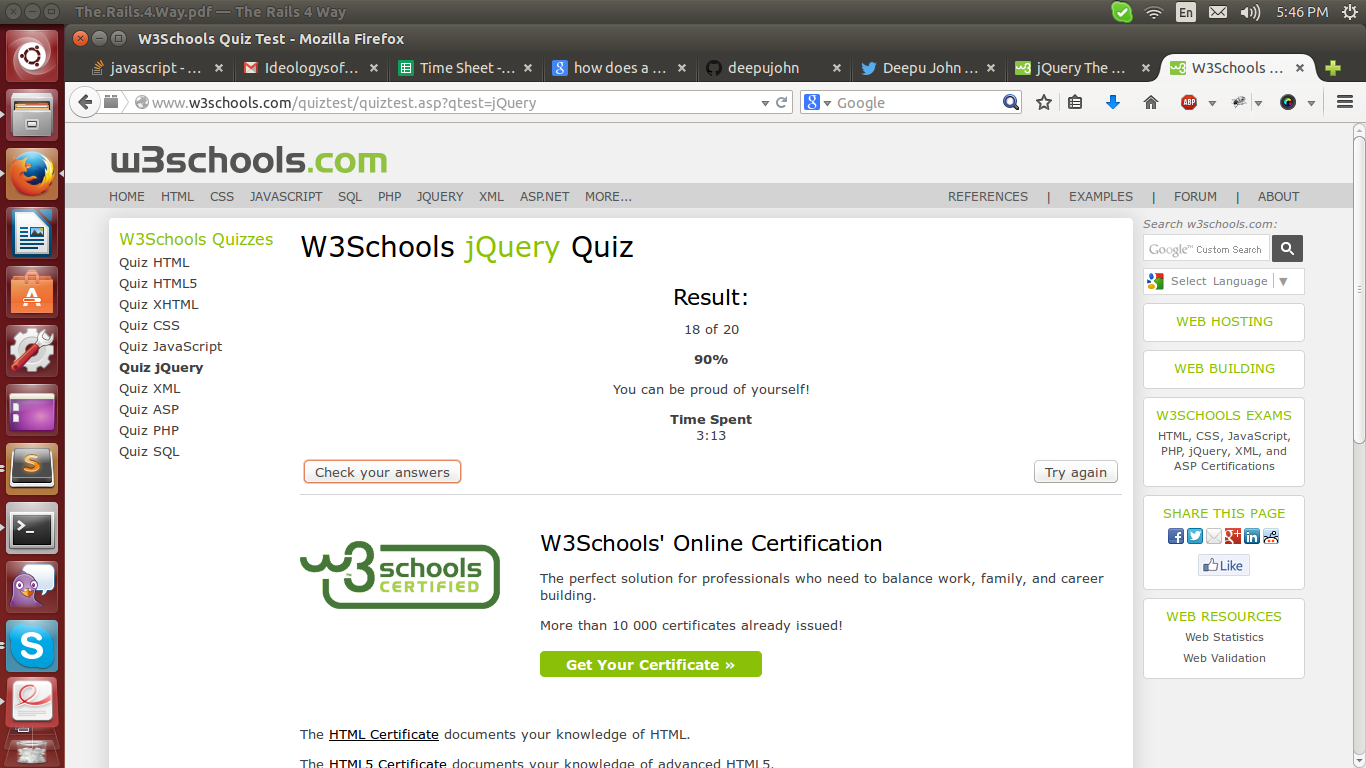 The.Rails.4.Way.pdf — The Rails 4 Way
En
5:46 PM
W3Schools Quiz Test - Mozilla Firefox
javascript - ...
Ideologysof...
Time Sheet -...
how does a ...
deepujohn
Deepu John ...
jQuery The ...
W3Schools ...
www.w3schools.com/quiztest/quiztest.asp?qtest=jQuery
Google
ABP
w3schools.com
HOME HTML CSS JAVASCRIPT SQL PHP JQUERY XML ASP.NET MORE...
REFERENCES | EXAMPLES | FORUM | ABOUT
W3Schools Quizzes
Quiz HTML
Quiz HTML5
Quiz XHTML
Quiz CSS
Quiz JavaScript
Quiz jQuery
Quiz XML
Quiz ASP
Quiz PHP
Quiz SQL
W3Schools jQuery Quiz
Result:
18 of 20
90%
You can be proud of yourself!
Time Spent
3:13
Check your answers
Try again
w3schools
CERTIFIED
W3Schools' Online Certification
The perfect solution for professionals who need to balance work, family, and career
building.
More than 10 000 certificates already issued!
Get Your Certificate »
The HTML Certificate documents your knowledge of HTML.
The HTML5 Certificate documents your knowledge of advanced HTML5.
Search w3schools.com:
Google™ Custom Search
Select Language
WEB HOSTING
WEB BUILDING
W3SCHOOLS EXAMS
HTML, CSS, JavaScript,
PHP, jQuery, XML, and
ASP Certifications
SHARE THIS PAGE
Like
WEB RESOURCES
Web Statistics
Web Validation